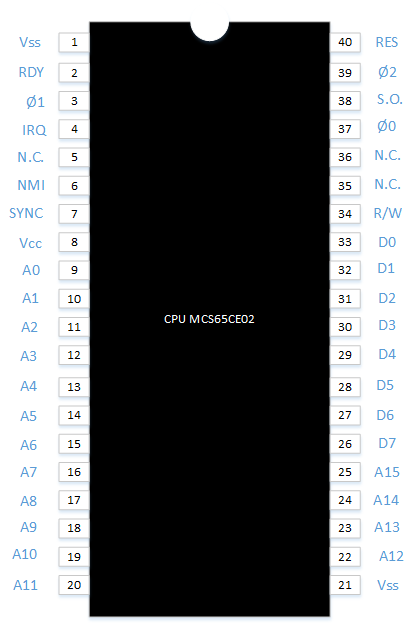 Vss 1 40 RES
RDY 2 39 Ø2
Ø1 3 38 S.O.
IRQ 4 37 Ø0
N.C. 5 36 N.C.
NMI 6 35 N.C.
SYNC 7 34 R/W
Vcc 8 33 D0
A0 9 32 D1
A1 10 31 D2
A2 11 30 D3
CPU MCS65CE02
A3 12 29 D4
A4 13 28 D5
A5 14 27 D6
A6 15 26 D7
A7 16 25 A15
A8 17 24 A14
A9 18 23 A13
A10 19 22 A12
A11 20 21 Vss